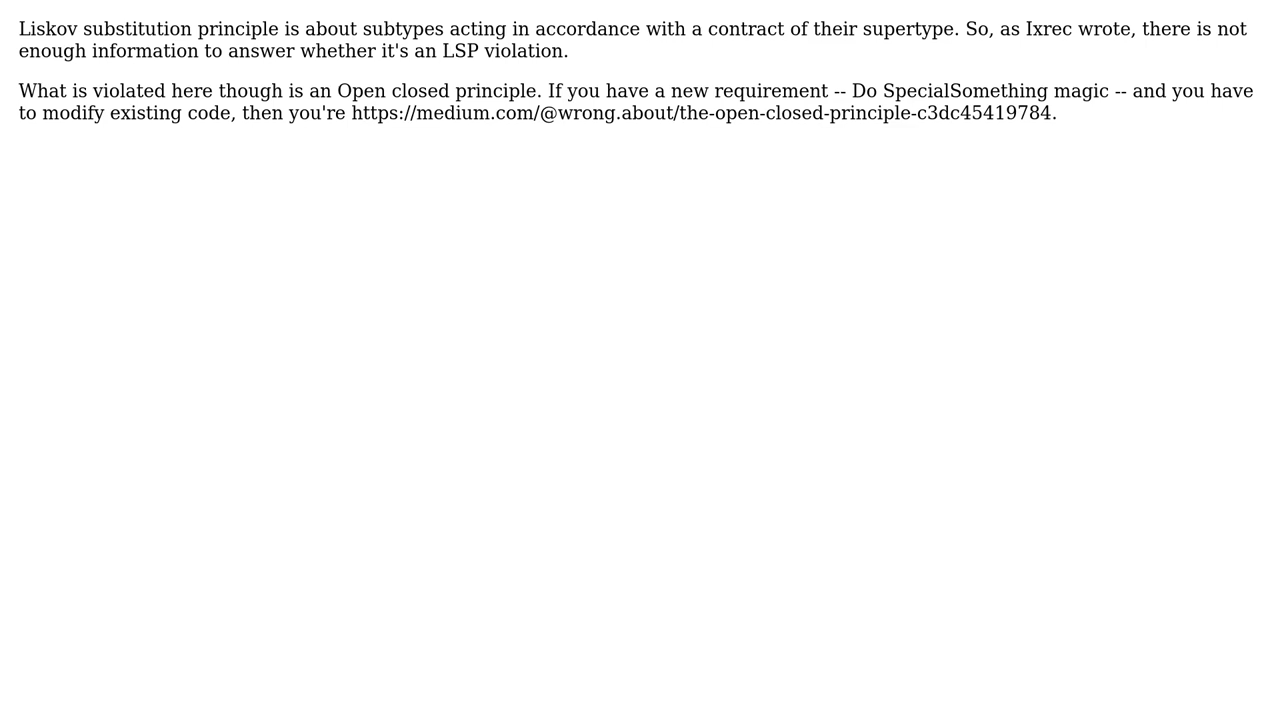 Liskov substitution principle is about subtypes acting in accordance with a contract of their supertype. So, as Ixrec wrote, there is not
enough information to answer whether it's an LSP violation.
What is violated here though is an Open closed principle. If you have a new requirement -- Do SpecialSomething magic -- and you have
to modify existing code, then you're https://medium.com/@wrong.about/the-open-closed-principle-c3dc45419784.